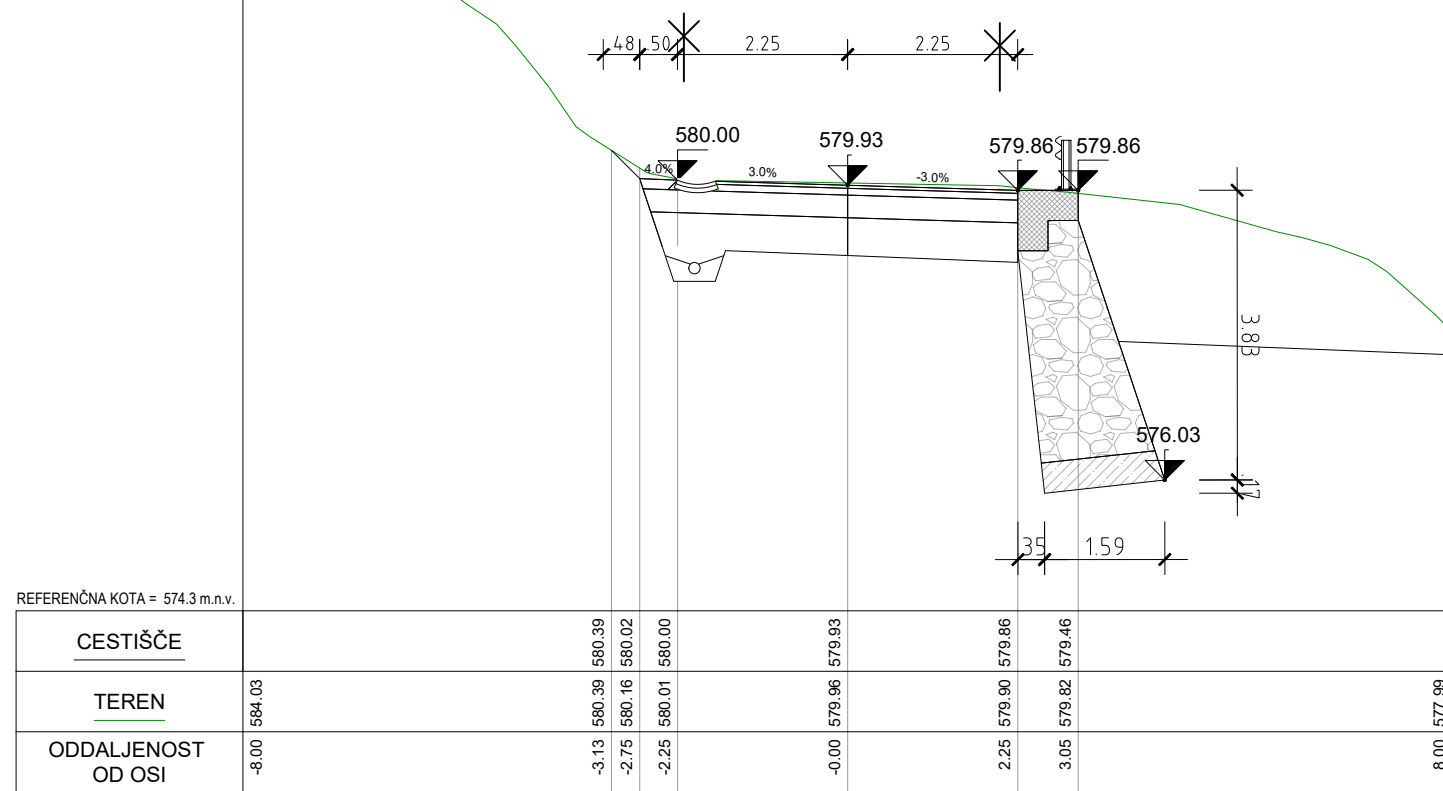 .48 .50 2.25 2.25
580.00 579.93 579.86 579.86
4.0% 3.0% -3.0%
3.83
576.03
.17
.35 1.59
REFERENČNA KOTA = 574.3 m.n.v.
CESTIŠČE 580.39 580.02 580.00 579.93 579.86 579.46
TEREN 584.03 580.39 580.16 580.01 579.96 579.90 579.82 577.99
ODDALJENOST
OD OSI
-8.00 -3.13 -2.75 -2.25 -0.00 2.25 3.05 8.00